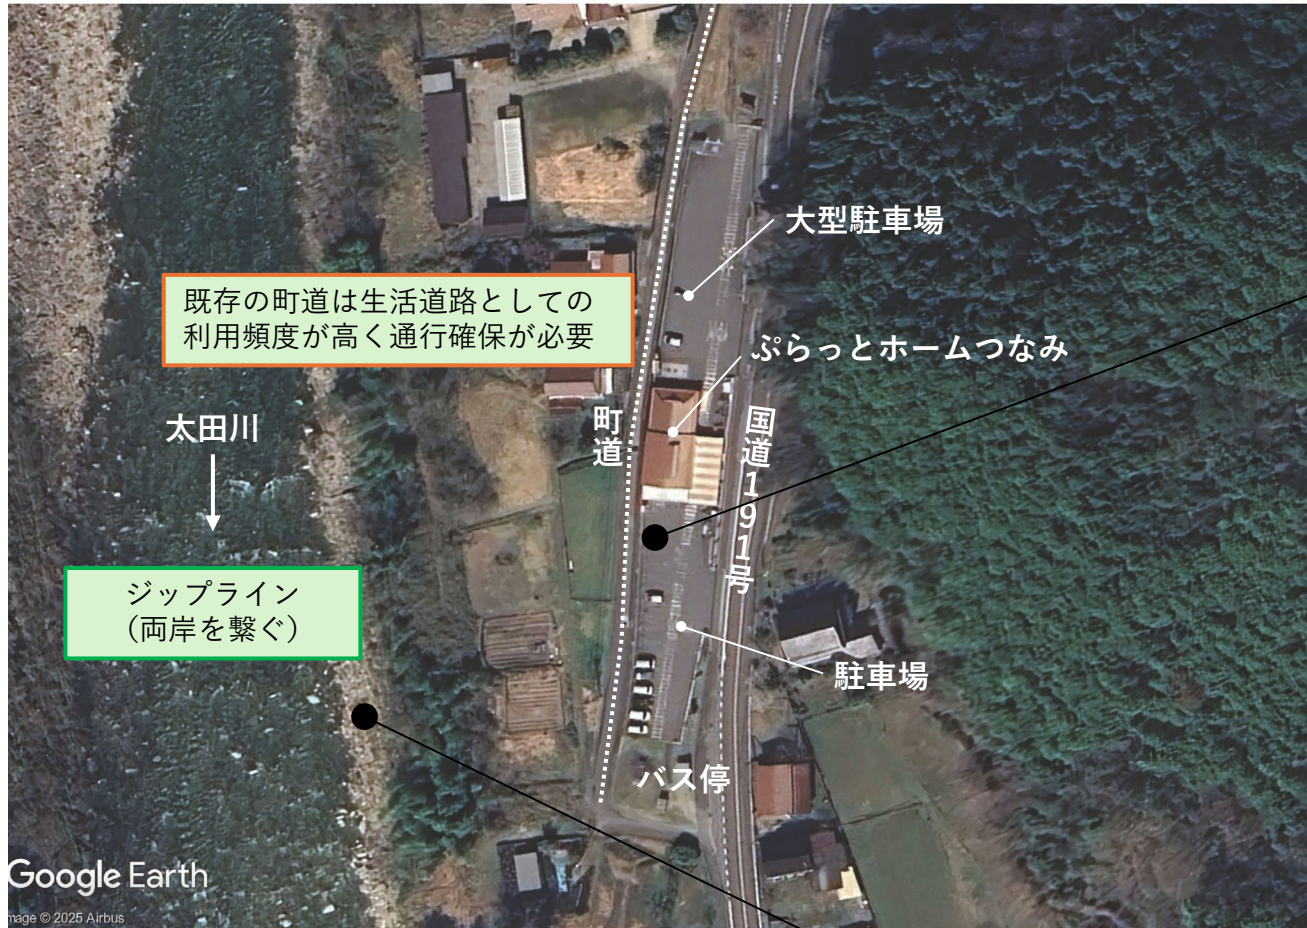 大型駐車場
既存の町道は生活道路としての
利用頻度が高く通行確保が必要
ぷらっとホームつなみ
太田川
町道
国道191号
ジップライン
（両岸を繋ぐ）
駐車場
バス停
Google Earth
mage © 2025 Airbus